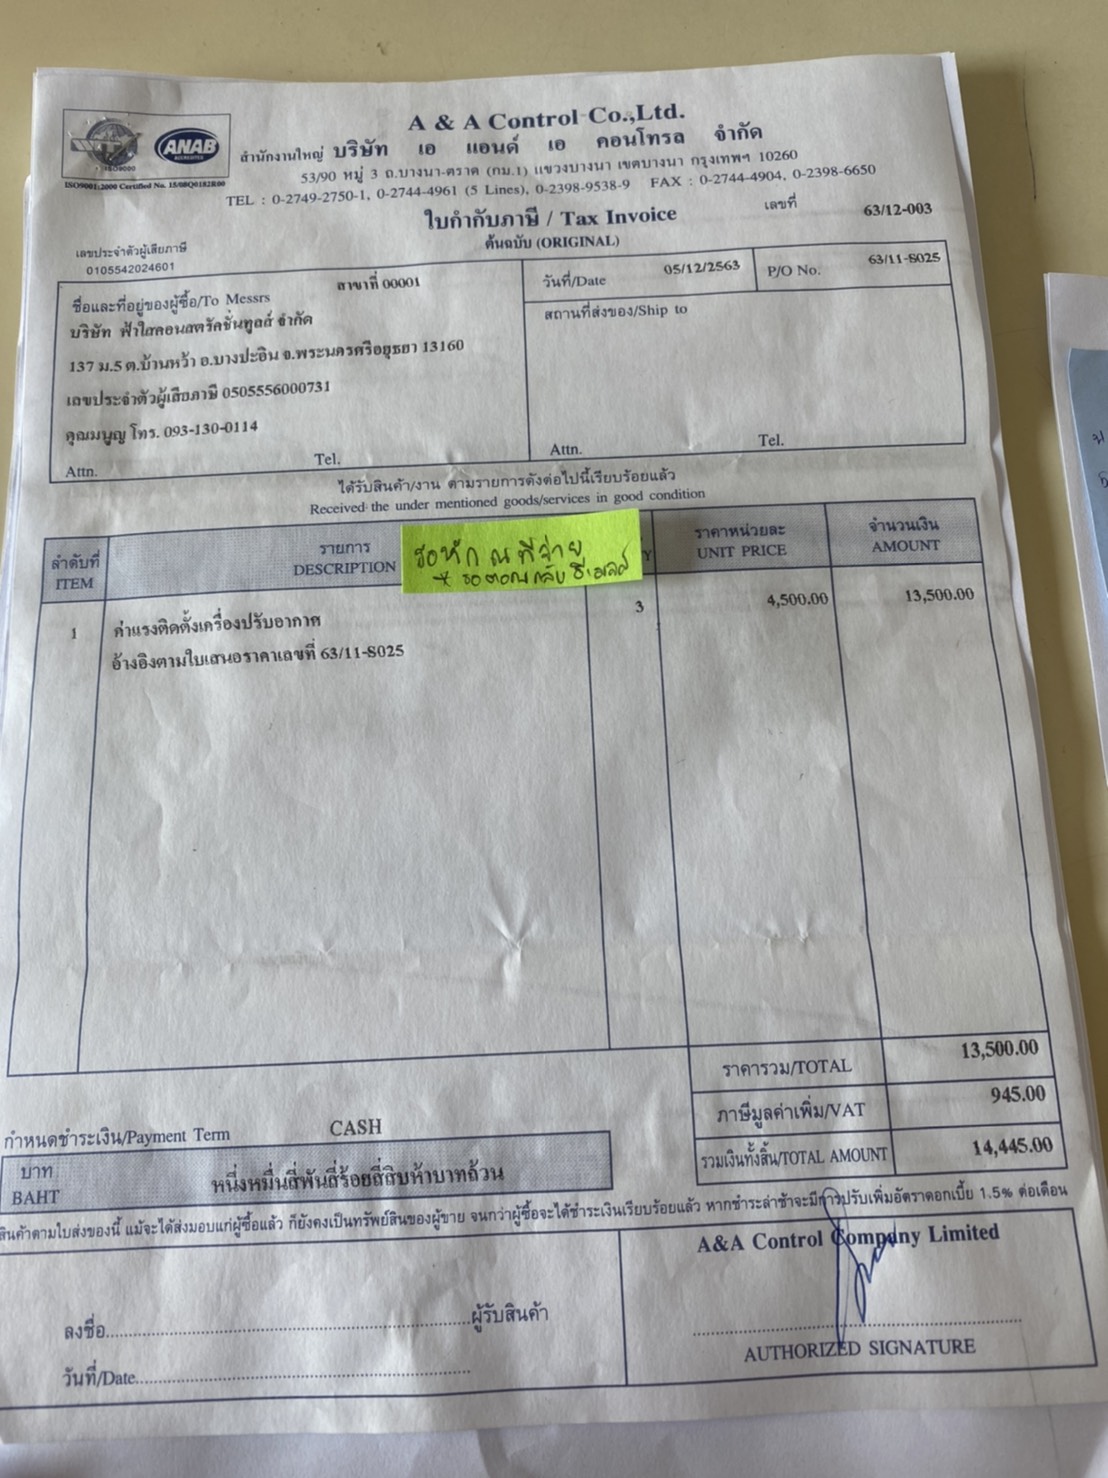 A & A Control Co.,Ltd.
สำนักงานใหญ่ บริษัท เอ แอนด์ เอ คอนโทรล จำกัด
53/90 หมู่ 3 ถ.บางนา-ตราด (กม.1) แขวงบางนา เขตบางนา กรุงเทพฯ 10260
TEL : 0-2749-2750-1, 0-2744-4961 (5 Lines), 0-2398-9538-9 FAX : 0-2744-4904, 0-2398-6650
ISO9000
ANAB
ACCREDITED
ISO9001:2000 Certified No. 15/08Q0182R00
ใบกำกับภาษี / Tax Invoice
เลขที่ 63/12-003
ต้นฉบับ (ORIGINAL)
เลขประจำตัวผู้เสียภาษี
0105542024601
สาขาที่ 00001
ชื่อและที่อยู่ของผู้ซื้อ/To Messrs
บริษัท ฟ้าใสคอนสตรัคชั่นทูลส์ จำกัด
137 ม.5 ต.บ้านหว้า อ.บางปะอิน จ.พระนครศรีอยุธยา 13160
เลขประจำตัวผู้เสียภาษี 0505556000731
คุณมนูญ โทร. 093-130-0114
Attn. Tel.
วันที่/Date 05/12/2563
P/O No. 63/11-S025
สถานที่ส่งของ/Ship to
Attn. Tel.
ได้รับสินค้า/งาน ตามรายการดังต่อไปนี้เรียบร้อยแล้ว
Received the under mentioned goods/services in good condition
ลำดับที่
ITEM
รายการ
DESCRIPTION
ขอหัก ณ ที่จ่าย
Y
ราคาหน่วยละ
UNIT PRICE
จำนวนเงิน
AMOUNT
1 ค่าแรงติดตั้งเครื่องปรับอากาศ 3 4,500.00 13,500.00
อ้างอิงตามใบเสนอราคาเลขที่ 63/11-S025
ราคารวม/TOTAL 13,500.00
ภาษีมูลค่าเพิ่ม/VAT 945.00
รวมเงินทั้งสิ้น/TOTAL AMOUNT 14,445.00
กำหนดชำระเงิน/Payment Term CASH
บาท
BAHT
หนึ่งหมื่นสี่พันสี่ร้อยสี่สิบห้าบาทถ้วน
สินค้าตามใบส่งของนี้ แม้จะได้ส่งมอบแก่ผู้ซื้อแล้ว ก็ยังคงเป็นทรัพย์สินของผู้ขาย จนกว่าผู้ซื้อจะได้ชำระเงินเรียบร้อยแล้ว หากชำระล่าช้าจะมีการปรับเพิ่มอัตราดอกเบี้ย 1.5% ต่อเดือน
A&A Control Company Limited
ลงชื่อ ผู้รับสินค้า
วันที่/Date
AUTHORIZED SIGNATURE